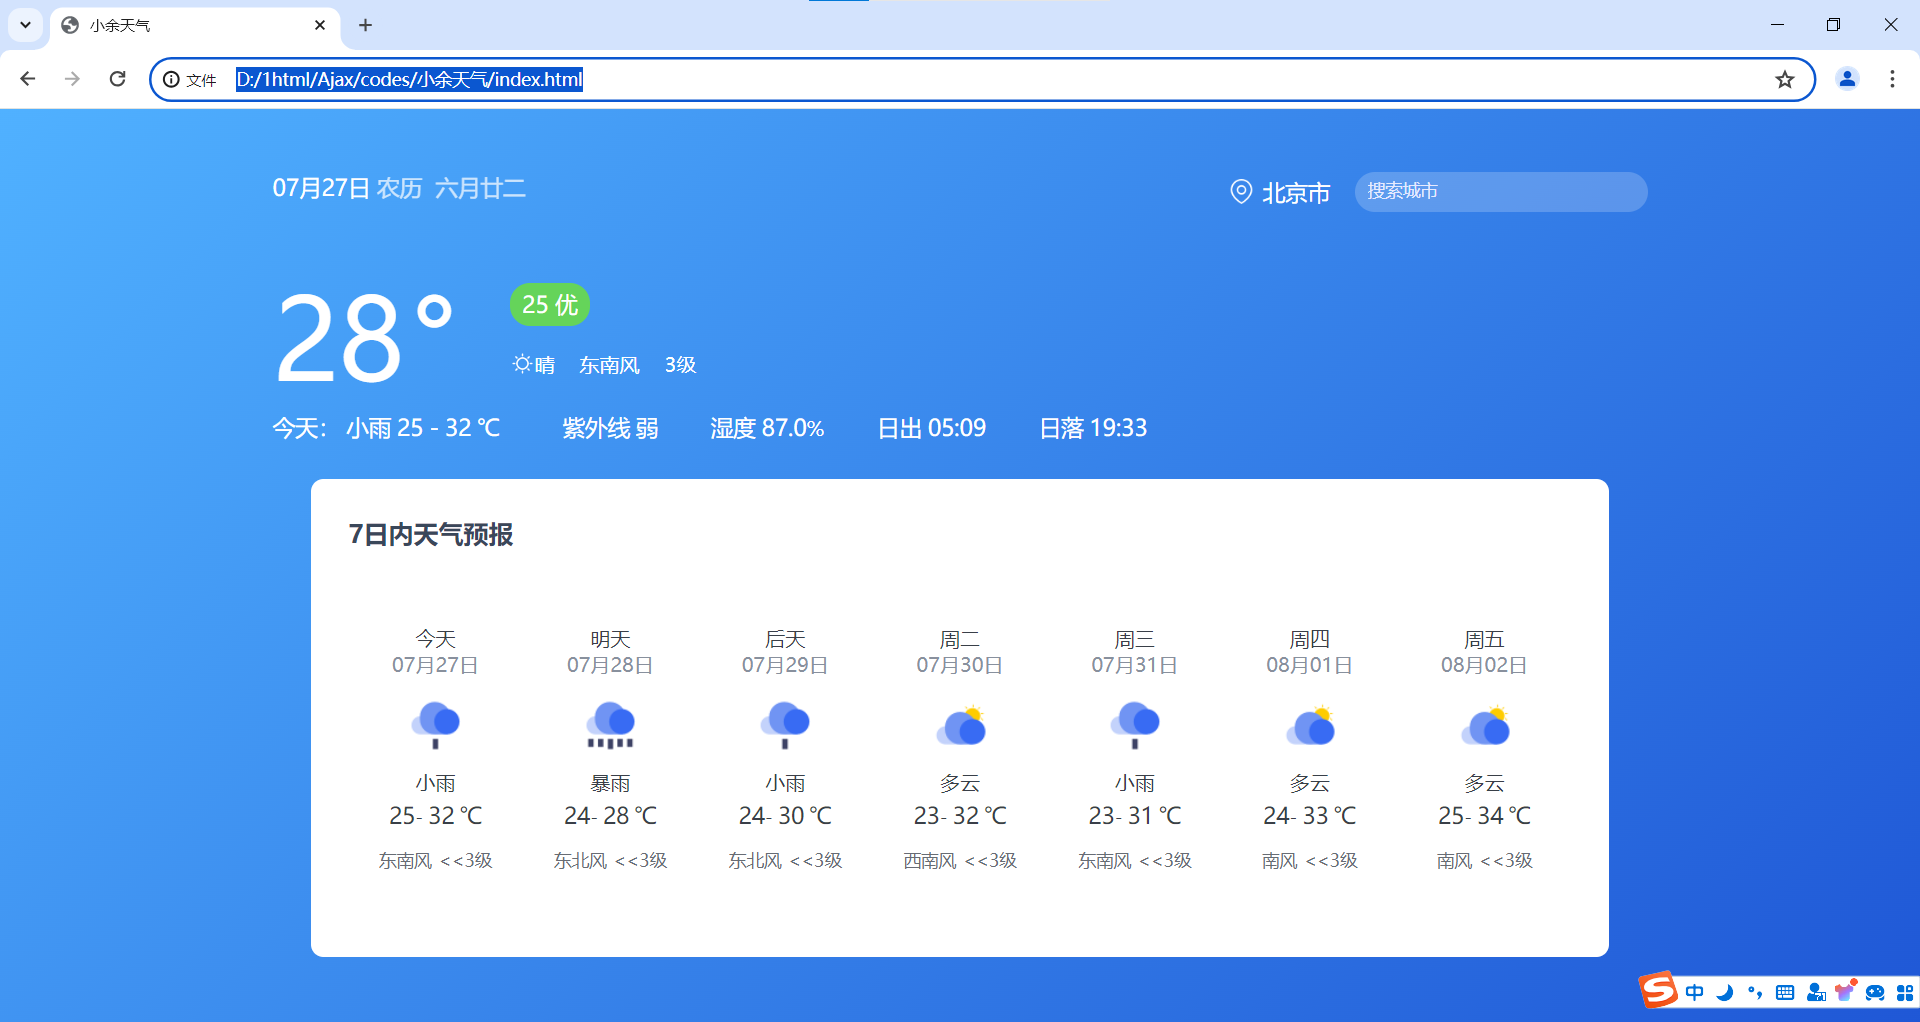 小余天气
文件 D:/1html/Ajax/codes/小余天气/index.html
07月27日 农历 六月廿二
北京市 搜索城市
28°
25 优
晴 东南风 3级
今天： 小雨 25 - 32 ℃ 紫外线 弱 湿度 87.0% 日出 05:09 日落 19:33
7日内天气预报
今天 明天 后天 周二 周三 周四 周五
07月27日 07月28日 07月29日 07月30日 07月31日 08月01日 08月02日
小雨 暴雨 小雨 多云 小雨 多云 多云
25- 32 ℃ 24- 28 ℃ 24- 30 ℃ 23- 32 ℃ 23- 31 ℃ 24- 33 ℃ 25- 34 ℃
东南风 <<3级 东北风 <<3级 东北风 <<3级 西南风 <<3级 东南风 <<3级 南风 <<3级 南风 <<3级
S 中